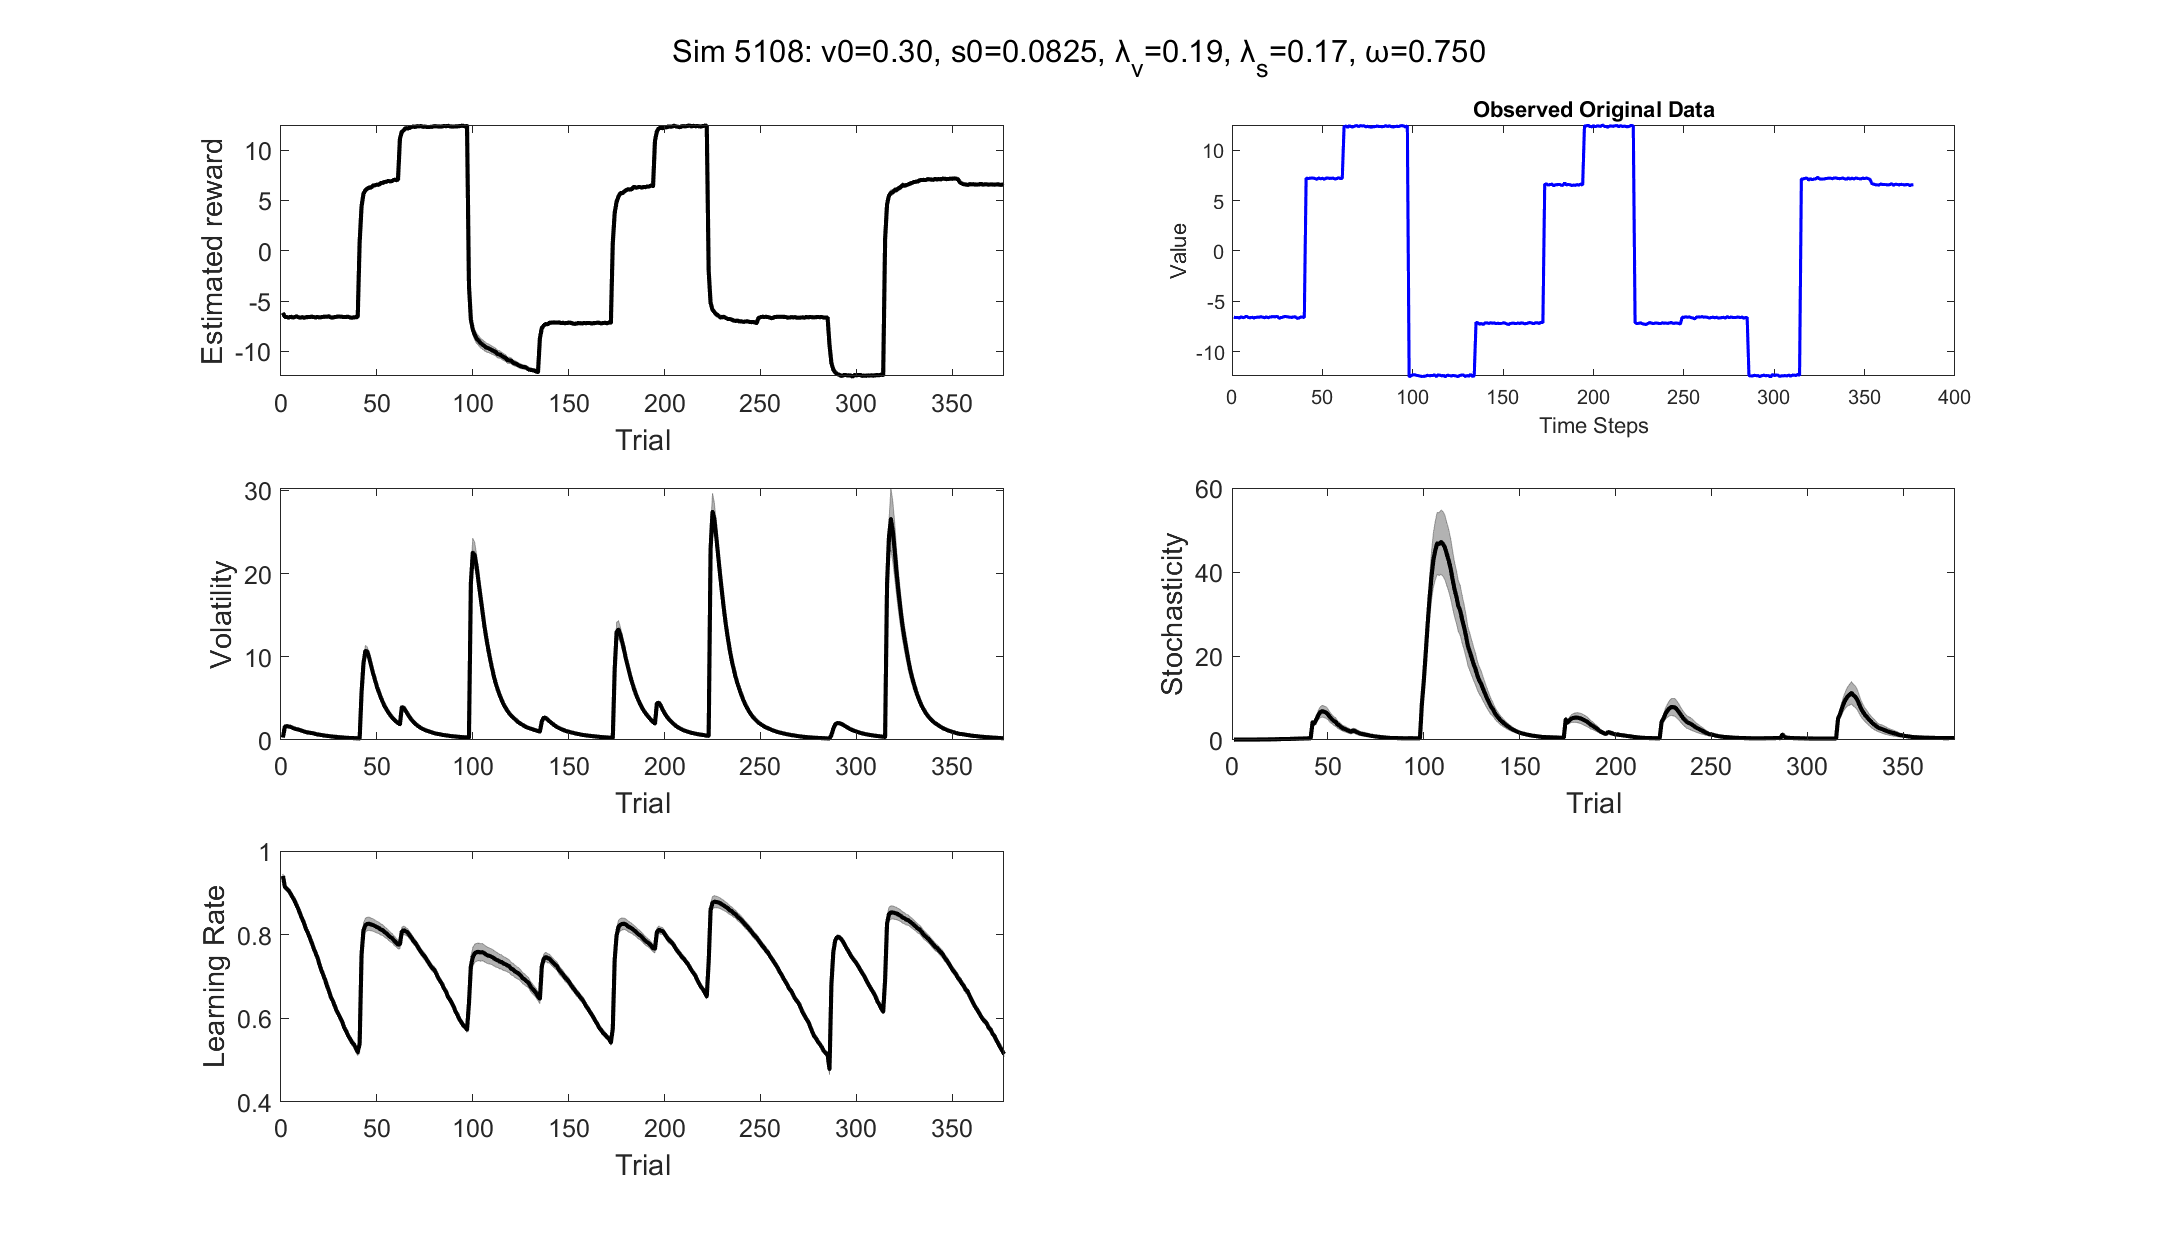 Sim 5108: v0=0.30, s0=0.0825, λ_v=0.19, λ_s=0.17, ω=0.750
Estimated reward
10
5
0
-5
-10
0 50 100 150 200 250 300 350
Trial
Observed Original Data
Value
10
5
0
-5
-10
0 50 100 150 200 250 300 350 400
Time Steps
Volatility
30
20
10
0
0 50 100 150 200 250 300 350
Trial
Stochasticity
60
40
20
0
0 50 100 150 200 250 300 350
Trial
Learning Rate
1
0.8
0.6
0.4
0 50 100 150 200 250 300 350
Trial